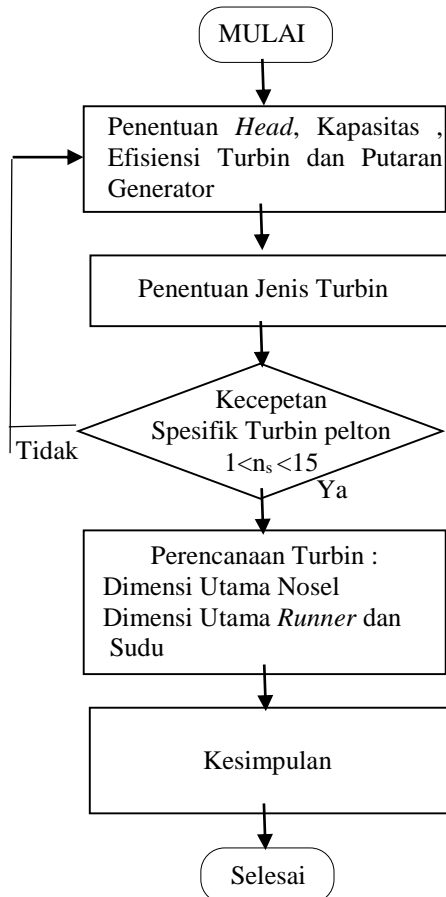 MULAI
Penentuan Head, Kapasitas ,
Efisiensi Turbin dan Putaran
Generator
Penentuan Jenis Turbin
Kecepetan
Spesifik Turbin pelton
1<nₛ<15
Tidak
Ya
Perencanaan Turbin :
Dimensi Utama Nosel
Dimensi Utama Runner dan
Sudu
Kesimpulan
Selesai